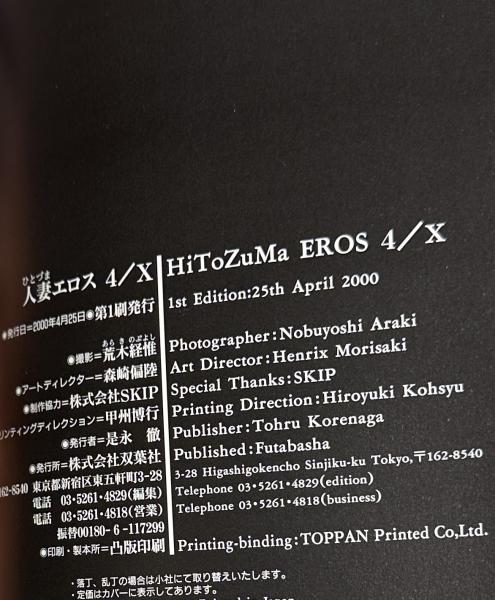 ひとづま
人妻エロス 4／X
●発行日=2000年4月25日●第1刷発行
あらきのぶよし
●撮影=荒木経惟
●アートディレクター=森崎偏陸
●制作協力=株式会社SKIP
リンティングディレクション=甲州博行
●発行者=是永 徹
●発行所=株式会社双葉社
162-8540 東京都新宿区東五軒町3-28
電話 03・5261・4829(編集)
電話 03・5261・4818(営業)
振替00180-6-117299
●印刷・製本所=凸版印刷
HiToZuMa EROS 4／X
1st Edition:25th April 2000
Photographer:Nobuyoshi Araki
Art Director:Henrix Morisaki
Special Thanks:SKIP
Printing Direction:Hiroyuki Kohsyu
Publisher:Tohru Korenaga
Published:Futabasha
3-28 Higashigokencho Sinjiku-ku Tokyo,〒162-8540
Telephone 03・5261・4829(edition)
Telephone 03・5261・4818(business)
Printing-binding:TOPPAN Printed Co,Ltd.
・落丁、乱丁の場合は小社にて取り替えいたします。
・定価はカバーに表示してあります。